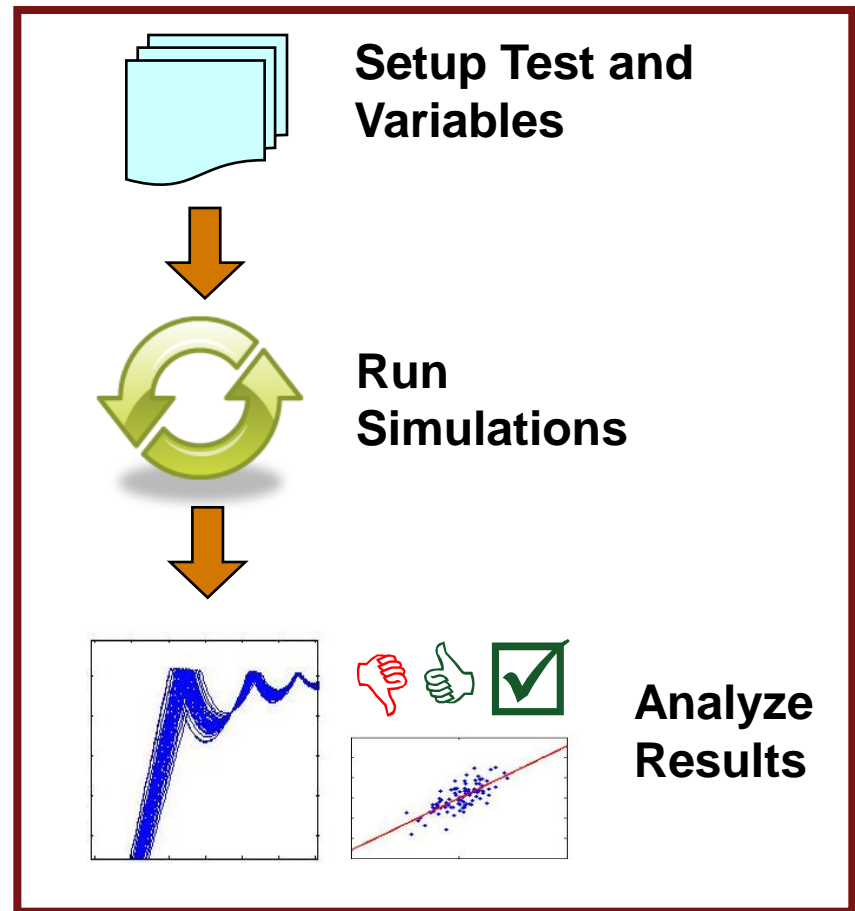 Setup Test and
Variables
Run
Simulations
Analyze
Results